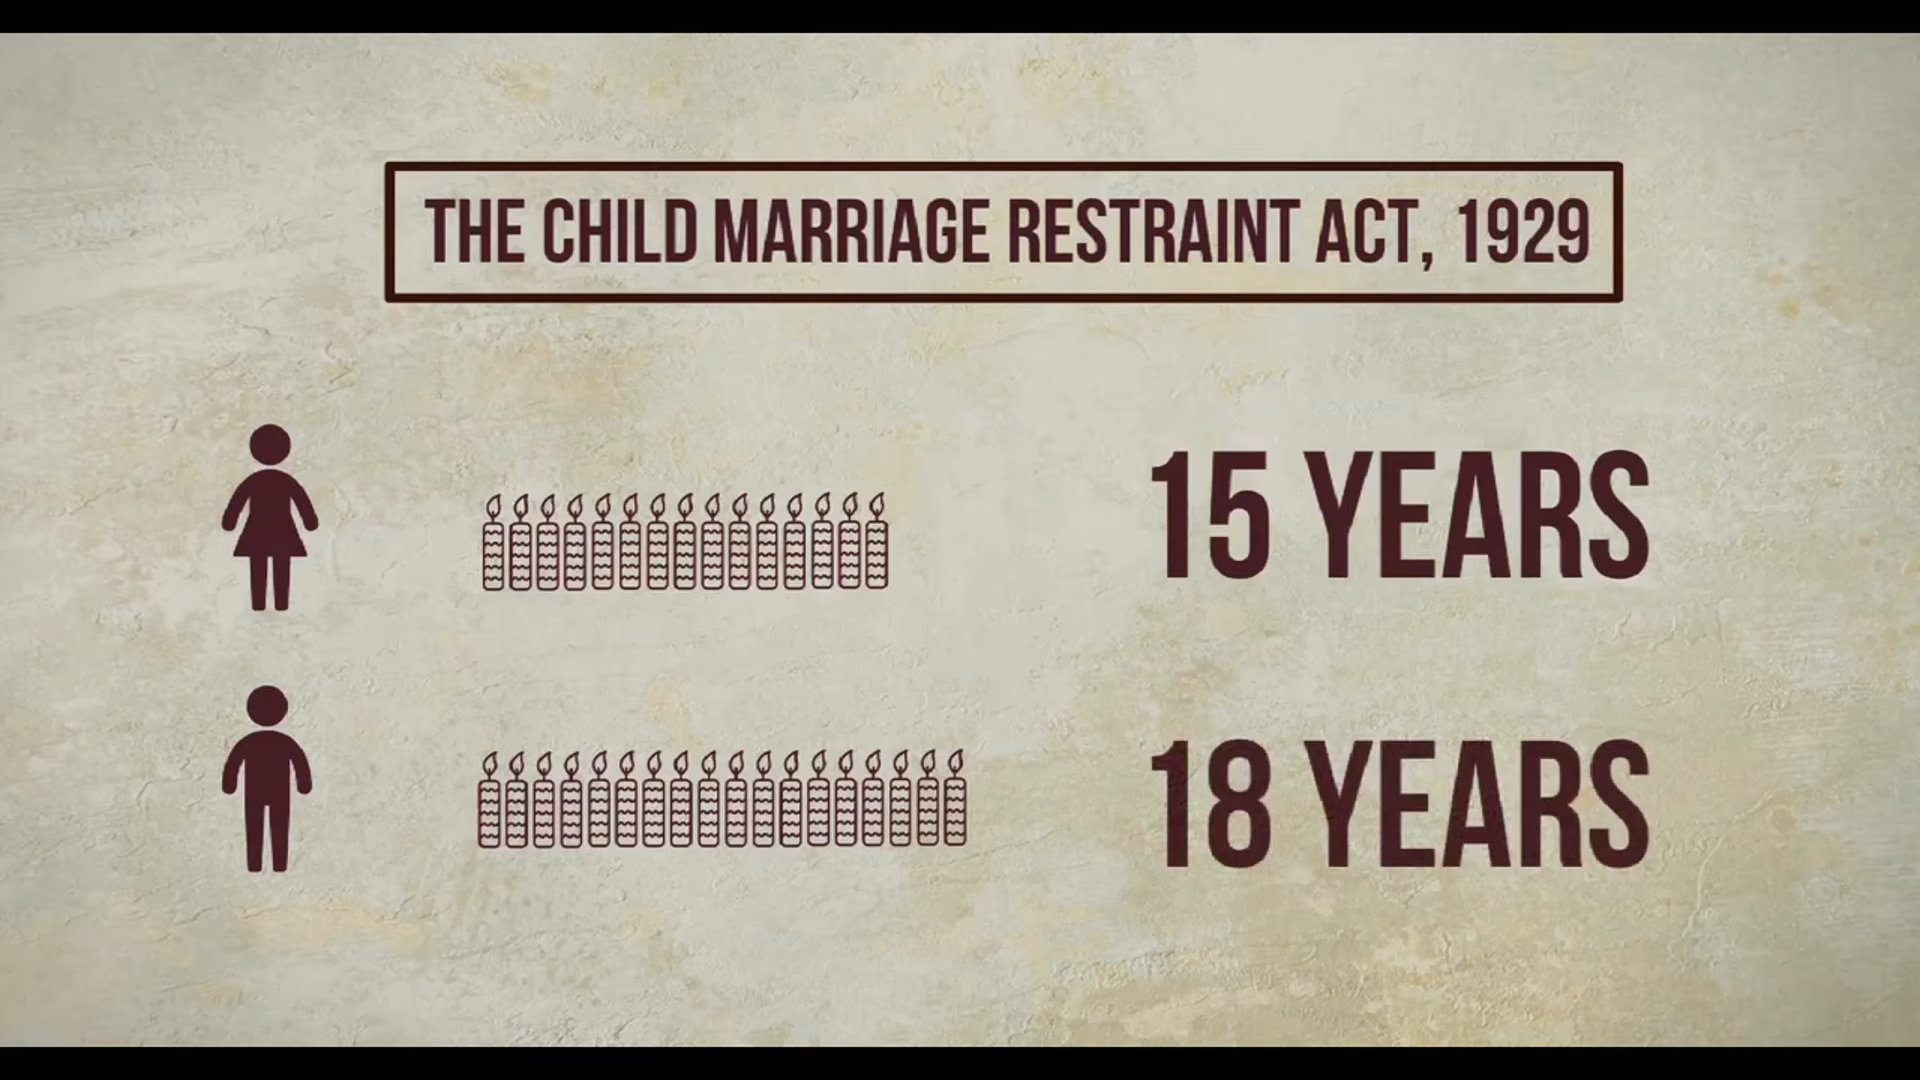 THE CHILD MARRIAGE RESTRAINT ACT, 1929
15 YEARS
18 YEARS